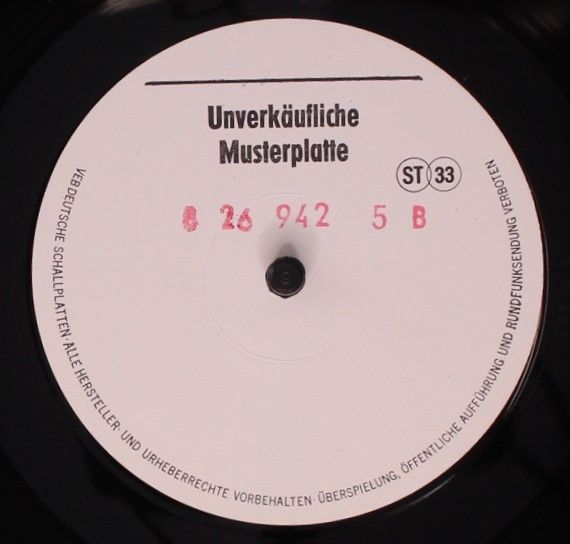 Unverkäufliche
Musterplatte
ST 33
8 26 942 5 B
VEB DEUTSCHE SCHALLPLATTEN · ALLE HERSTELLER- UND URHEBERRECHTE VORBEHALTEN · ÜBERSPIELUNG, ÖFFENTLICHE AUFFÜHRUNG UND RUNDFUNKSENDUNG VERBOTEN